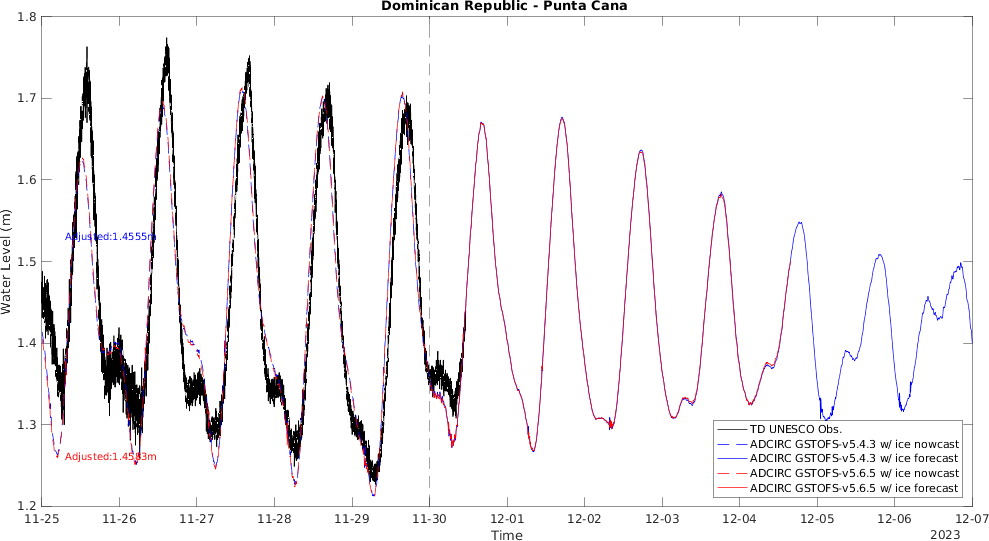 Dominican Republic - Punta Cana
Water Level (m)
1.8
1.7
1.6
1.5
1.4
1.3
1.2
Adjusted:1.4555m
Adjusted:1.4583m
TD UNESCO Obs.
ADCIRC GSTOFS-v5.4.3 w/ ice nowcast
ADCIRC GSTOFS-v5.4.3 w/ ice forecast
ADCIRC GSTOFS-v5.6.5 w/ ice nowcast
ADCIRC GSTOFS-v5.6.5 w/ ice forecast
11-25 11-26 11-27 11-28 11-29 11-30 12-01 12-02 12-03 12-04 12-05 12-06 12-07
Time
2023